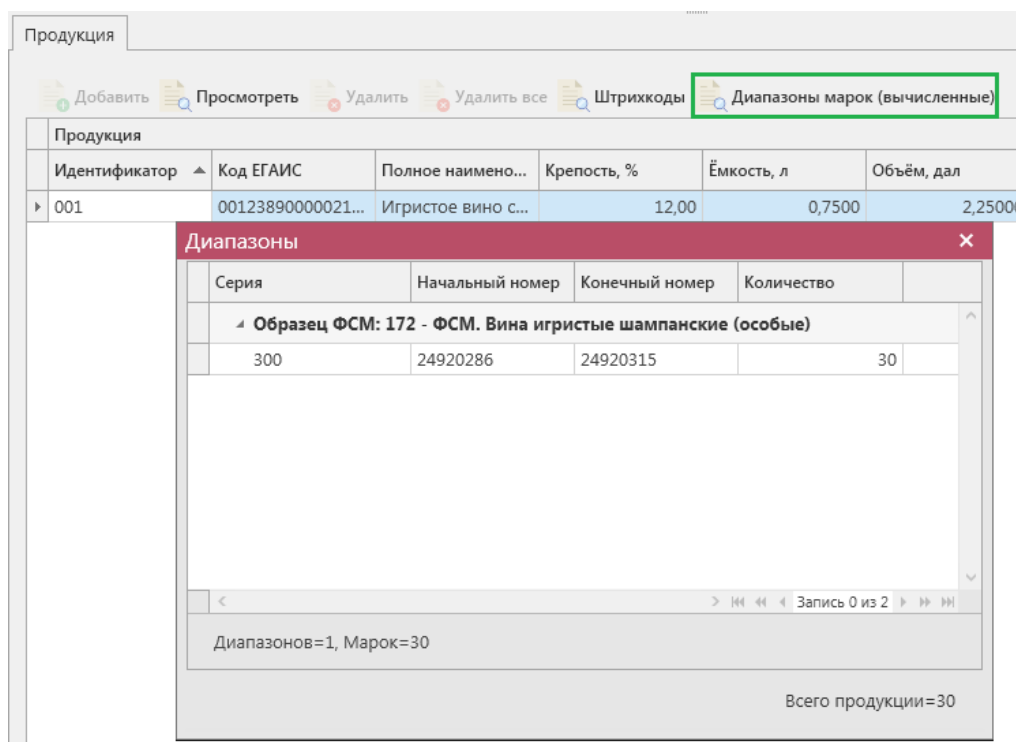 Продукция
Добавить Просмотреть Удалить Удалить все Штрихкоды Диапазоны марок (вычисленные)
Продукция
Идентификатор Код ЕГАИС Полное наимено... Крепость, % Ёмкость, л Объём, дал
001 00123890000021... Игристое вино с... 12,00 0,7500 2,2500
Диапазоны
Серия Начальный номер Конечный номер Количество
Образец ФСМ: 172 - ФСМ. Вина игристые шампанские (особые)
300 24920286 24920315 30
Запись 0 из 2
Диапазонов=1, Марок=30
Всего продукции=30